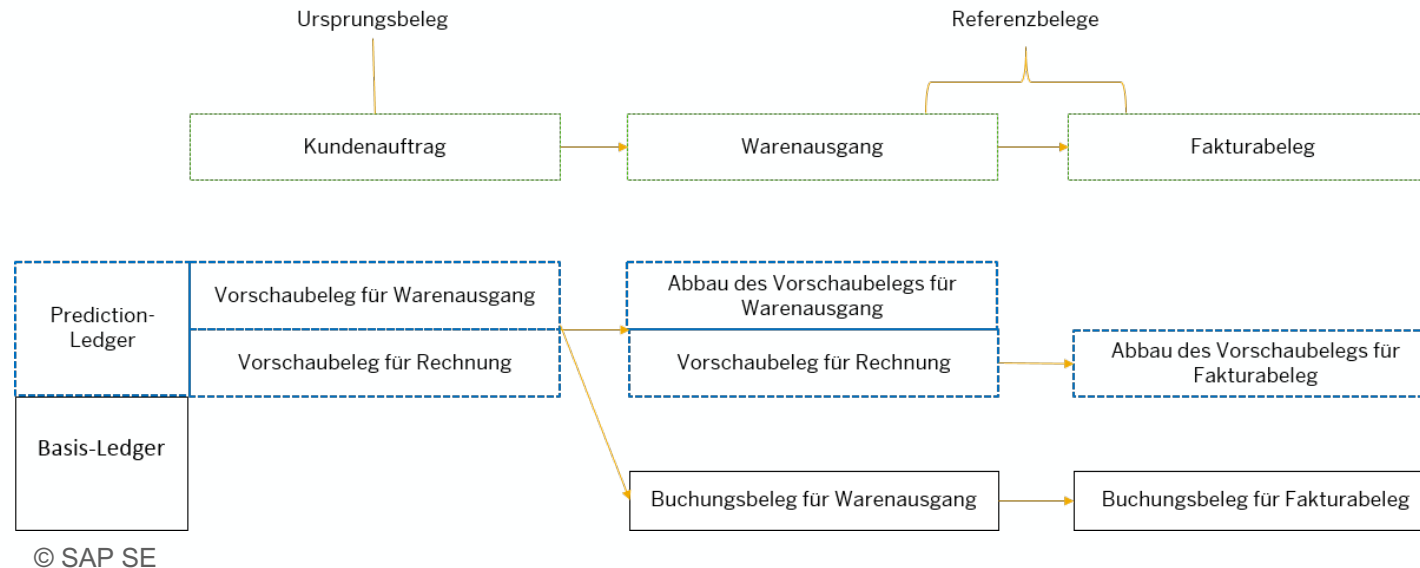 Ursprungsbeleg
Referenzbelege
Kundenauftrag
Warenausgang
Fakturabeleg
Prediction-
Ledger
Vorschaubeleg für Warenausgang
Abbau des Vorschaubelegs für
Warenausgang
Vorschaubeleg für Rechnung
Vorschaubeleg für Rechnung
Abbau des Vorschaubelegs für
Fakturabeleg
Basis-Ledger
Buchungsbeleg für Warenausgang
Buchungsbeleg für Fakturabeleg
© SAP SE